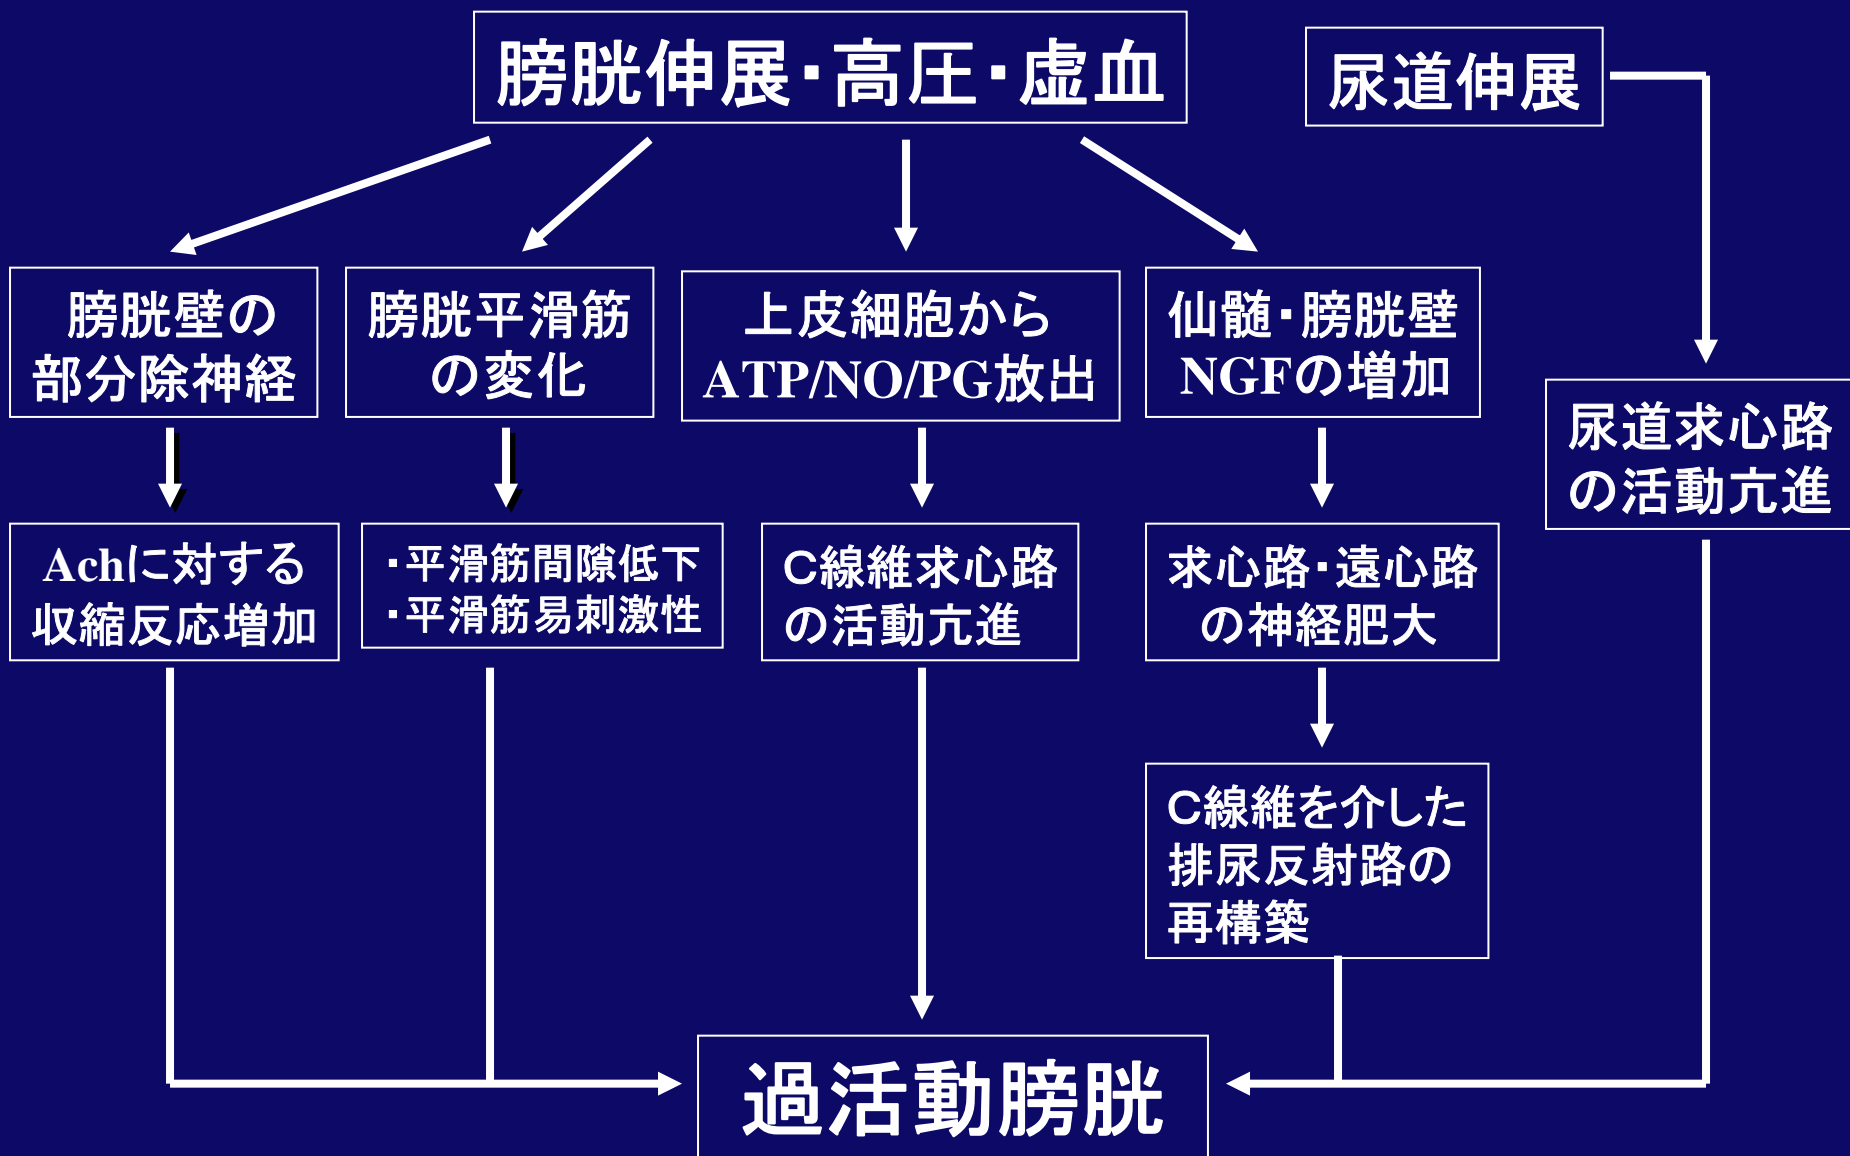 膀胱伸展・高圧・虚血
尿道伸展
膀胱壁の
部分除神経
膀胱平滑筋
の変化
上皮細胞から
ATP/NO/PG放出
仙髄・膀胱壁
NGFの増加
尿道求心路
の活動亢進
Achに対する
収縮反応増加
・平滑筋間隙低下
・平滑筋易刺激性
C線維求心路
の活動亢進
求心路・遠心路
の神経肥大
C線維を介した
排尿反射路の
再構築
過活動膀胱